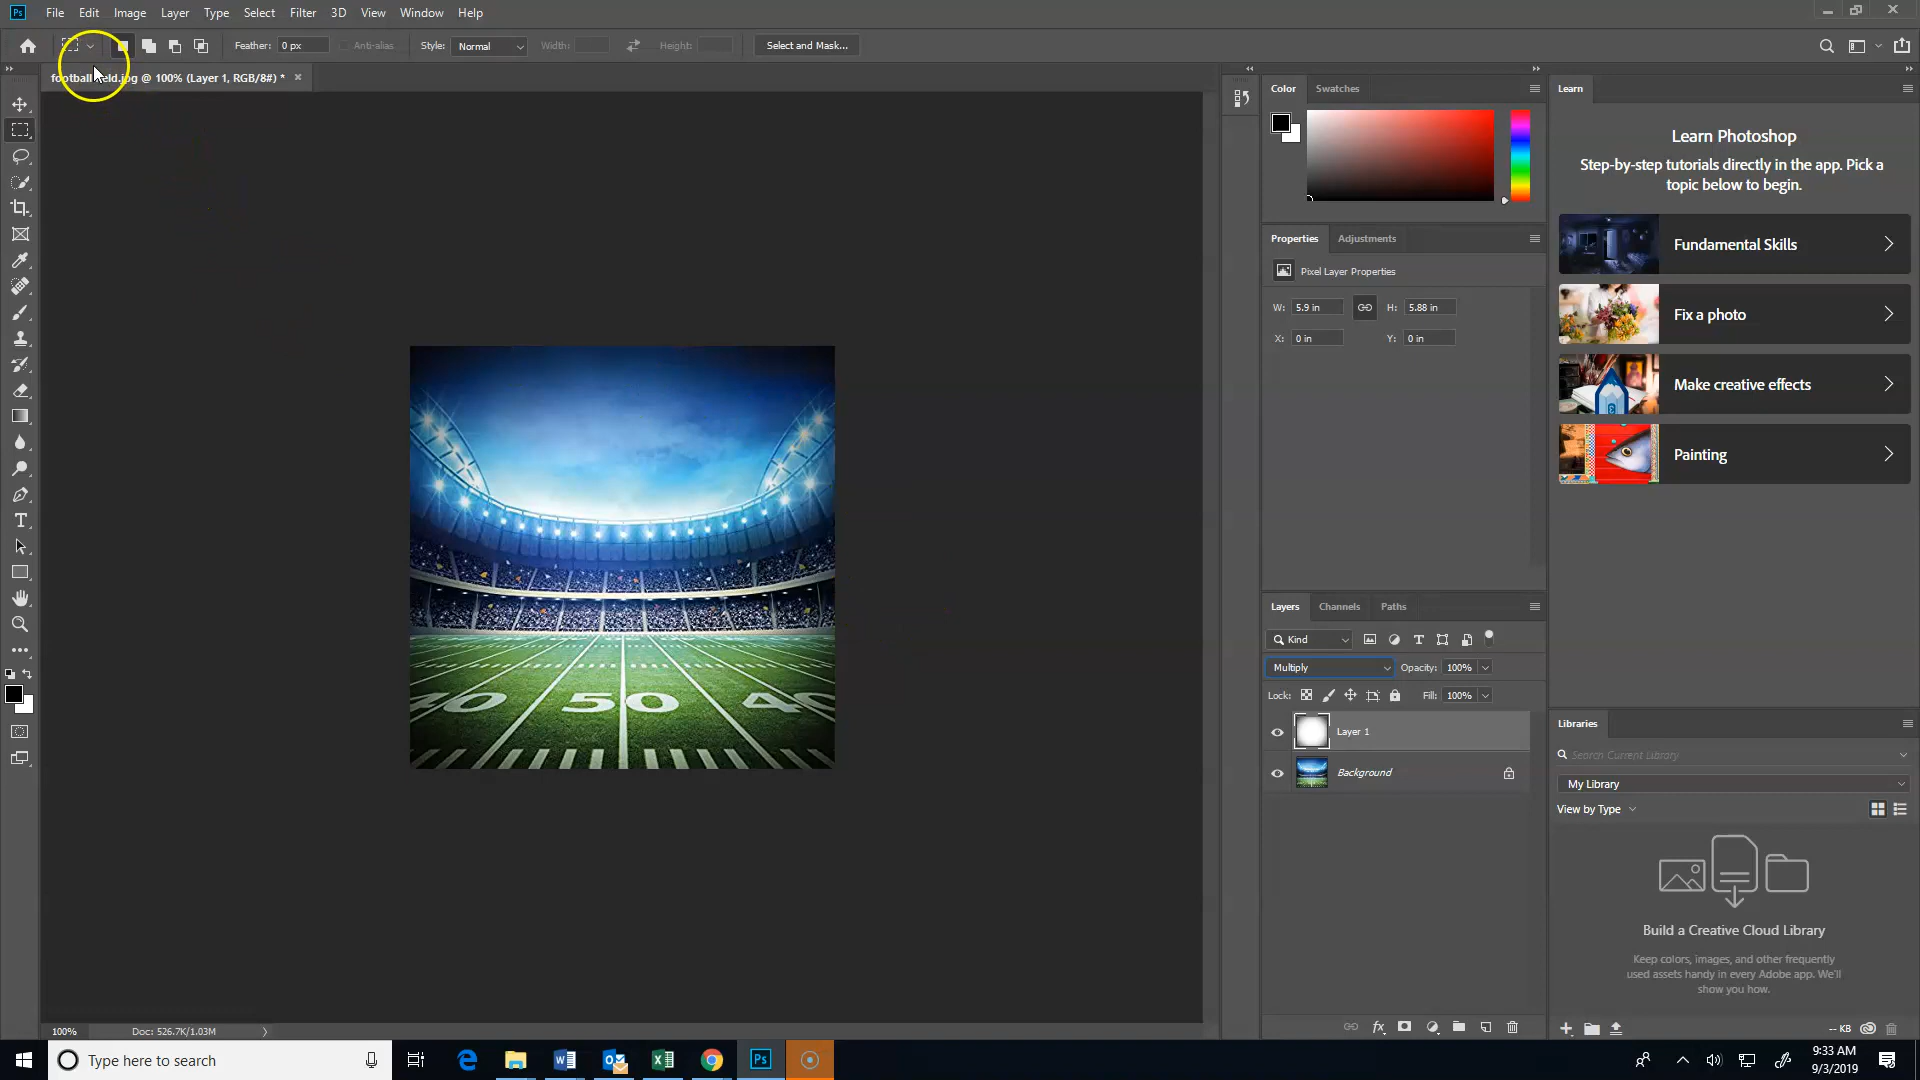 Ps File Edit Image Layer Type Select Filter 3D View Window Help
Feather: 0 px Anti-alias Style: Normal Width: Height: Select and Mask...
@ 100% (Layer 1, RGB/8#) * ×
Color Swatches
Learn
Learn Photoshop
Step-by-step tutorials directly in the app. Pick a
topic below to begin.
Fundamental Skills
Fix a photo
Make creative effects
Painting
Properties Adjustments
Pixel Layer Properties
W: 5.9 in H: 5.88 in
X: 0 in Y: 0 in
40 50 40
Layers Channels Paths
Kind
Multiply Opacity: 100%
Lock: Fill: 100%
Layer 1
Background
Libraries
Search Current Library
My Library
View by Type
Build a Creative Cloud Library
Keep colors, images, and other frequently
used assets handy in every Adobe app. We'll
show you how.
-- KB
100% Doc: 526.7K/1.03M
Type here to search
Ps
9:33 AM
9/3/2019